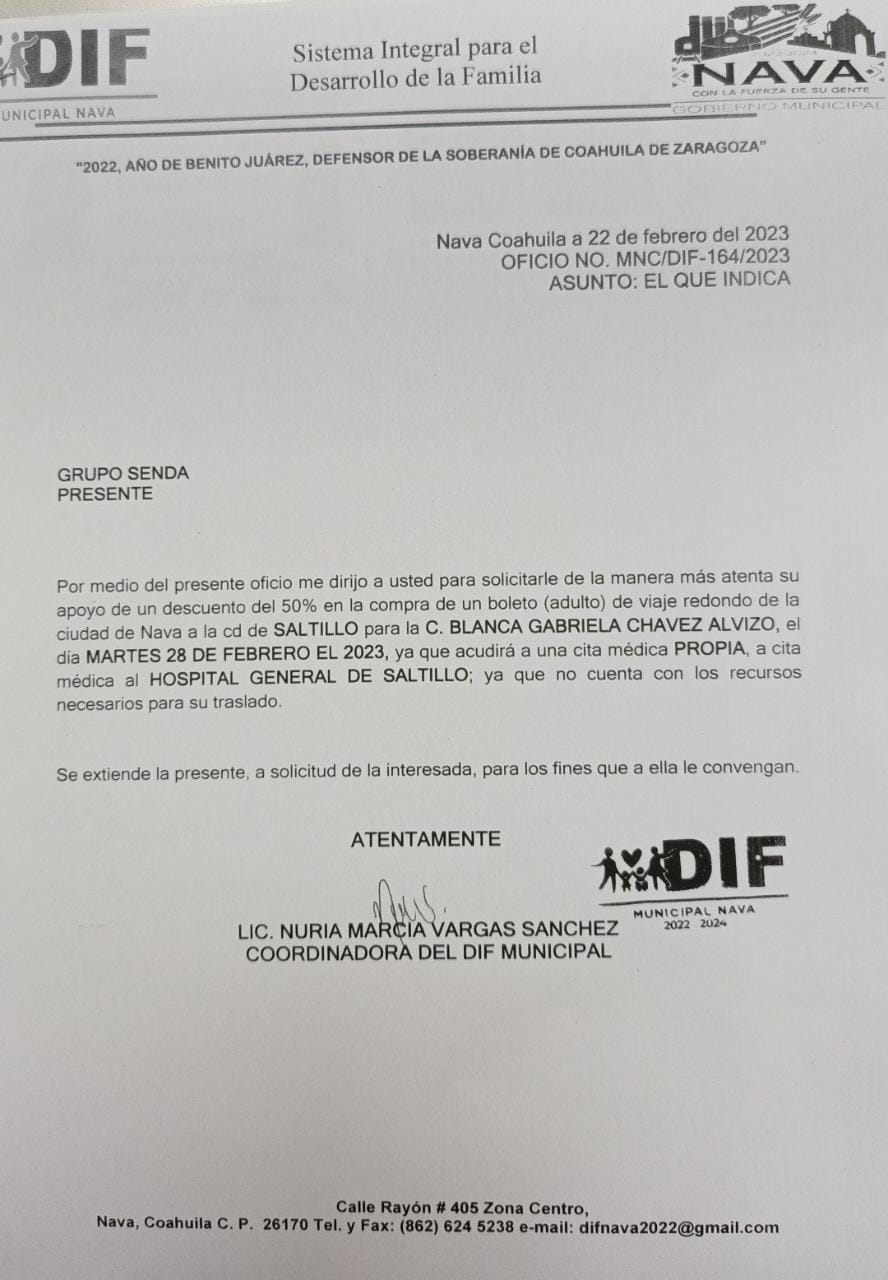 DIF
UNICIPAL NAVA
Sistema Integral para el
Desarrollo de la Familia
NAVA
CON LA FUERZA DE SU GENTE
GOBIERNO MUNICIPAL
"2022, AÑO DE BENITO JUÁREZ, DEFENSOR DE LA SOBERANÍA DE COAHUILA DE ZARAGOZA"
Nava Coahuila a 22 de febrero del 2023
OFICIO NO. MNC/DIF-164/2023
ASUNTO: EL QUE INDICA
GRUPO SENDA
PRESENTE
Por medio del presente oficio me dirijo a usted para solicitarle de la manera más atenta su
apoyo de un descuento del 50% en la compra de un boleto (adulto) de viaje redondo de la
ciudad de Nava a la cd de SALTILLO para la C. BLANCA GABRIELA CHAVEZ ALVIZO, el
día MARTES 28 DE FEBRERO EL 2023, ya que acudirá a una cita médica PROPIA, a cita
médica al HOSPITAL GENERAL DE SALTILLO; ya que no cuenta con los recursos
necesarios para su traslado.
Se extiende la presente, a solicitud de la interesada, para los fines que a ella le convengan.
ATENTAMENTE
LIC. NURIA MARCIA VARGAS SANCHEZ
COORDINADORA DEL DIF MUNICIPAL
DIF
MUNICIPAL NAVA
2022 2024
Calle Rayón # 405 Zona Centro,
Nava, Coahuila C. P. 26170 Tel. y Fax: (862) 624 5238 e-mail: difnava2022@gmail.com